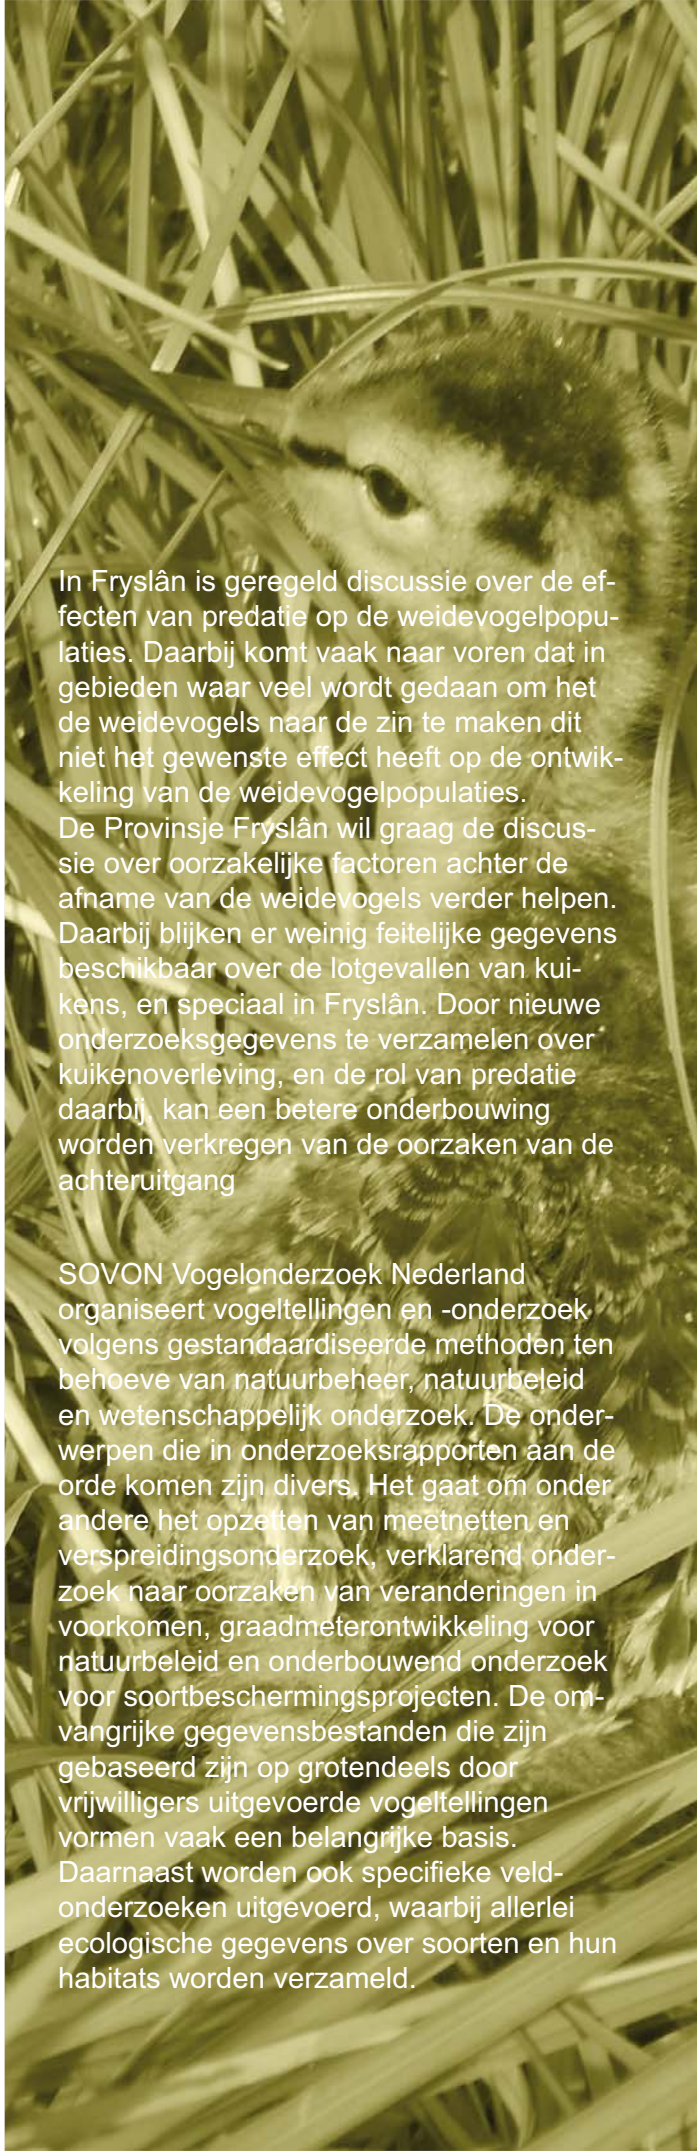 In Fryslân is geregeld discussie over de ef-
fecten van predatie op de weidevogelpopu-
laties. Daarbij komt vaak naar voren dat in
gebieden waar veel wordt gedaan om het
de weidevogels naar de zin te maken dit
niet het gewenste effect heeft op de ontwik-
keling van de weidevogelpopulaties.
De Provinsje Fryslân wil graag de discus-
sie over oorzakelijke factoren achter de
afname van de weidevogels verder helpen.
Daarbij blijken er weinig feitelijke gegevens
beschikbaar over de lotgevallen van kui-
kens, en speciaal in Fryslân. Door nieuwe
onderzoeksgegevens te verzamelen over
kuikenoverleving, en de rol van predatie
daarbij, kan een betere onderbouwing
worden verkregen van de oorzaken van de
achteruitgang
SOVON Vogelonderzoek Nederland
organiseert vogeltellingen en -onderzoek
volgens gestandaardiseerde methoden ten
behoeve van natuurbeheer, natuurbeleid
en wetenschappelijk onderzoek. De onder-
werpen die in onderzoeksrapporten aan de
orde komen zijn divers. Het gaat om onder
andere het opzetten van meetnetten en
verspreidingsonderzoek, verklarend onder-
zoek naar oorzaken van veranderingen in
voorkomen, graadmeterontwikkeling voor
natuurbeleid en onderbouwend onderzoek
voor soortbeschermingsprojecten. De om-
vangrijke gegevensbestanden die zijn
gebaseerd zijn op grotendeels door
vrijwilligers uitgevoerde vogeltellingen
vormen vaak een belangrijke basis.
Daarnaast worden ook specifieke veld-
onderzoeken uitgevoerd, waarbij allerlei
ecologische gegevens over soorten en hun
habitats worden verzameld.